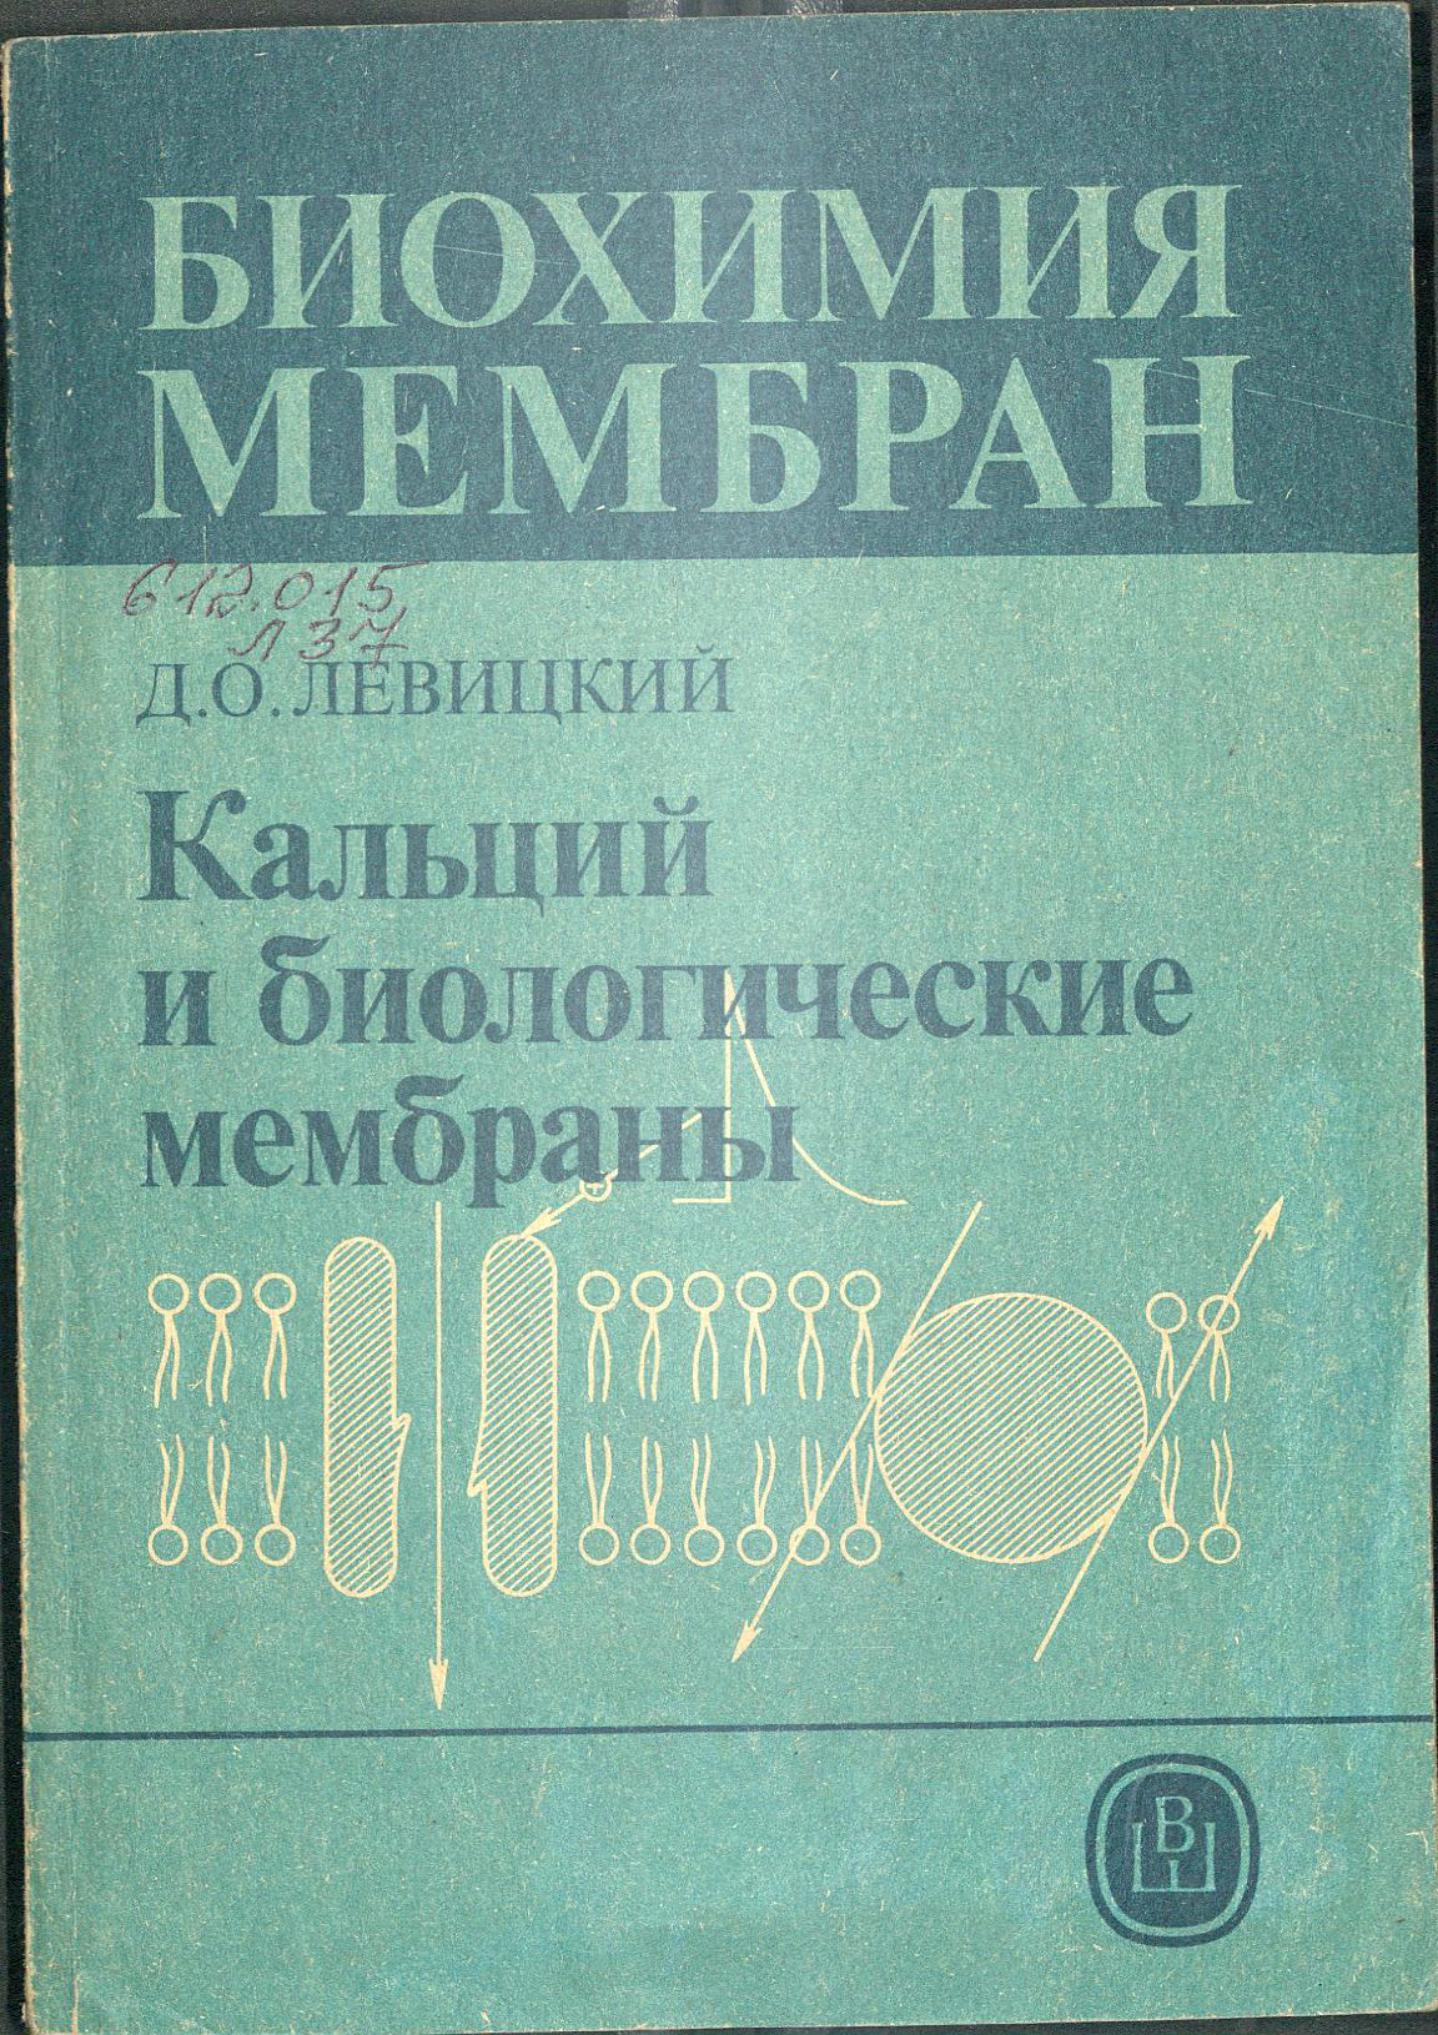 БИОХИМИЯ
МЕМБРАН
612.015
Л37
Д.О.ЛЕВИЦКИЙ
Кальций
и биологические
мембраны
+
В
Ш